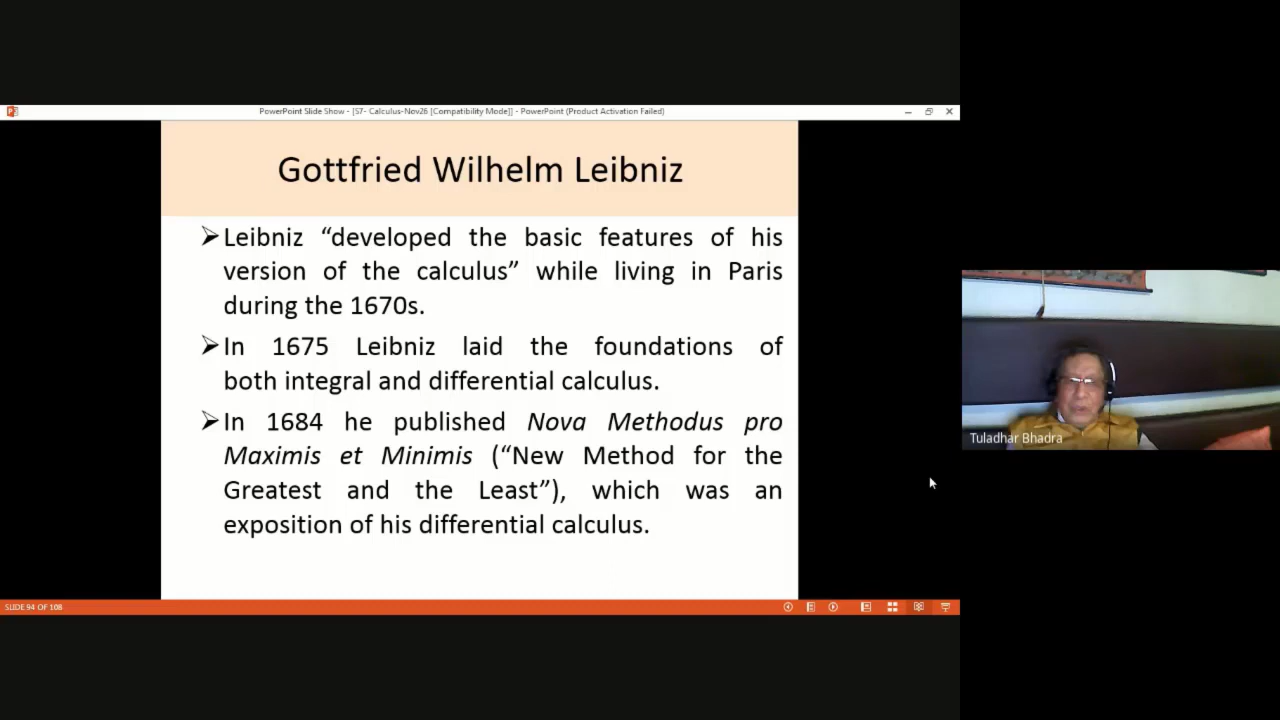 PowerPoint Slide Show - [S7- Calculus-Nov26 [Compatibility Mode]] - PowerPoint (Product Activation Failed)
Gottfried Wilhelm Leibniz
Leibniz “developed the basic features of his
version of the calculus” while living in Paris
during the 1670s.
In 1675 Leibniz laid the foundations of
both integral and differential calculus.
In 1684 he published Nova Methodus pro
Maximis et Minimis (“New Method for the
Greatest and the Least”), which was an
exposition of his differential calculus.
Tuladhar Bhadra
SLIDE 94 OF 108